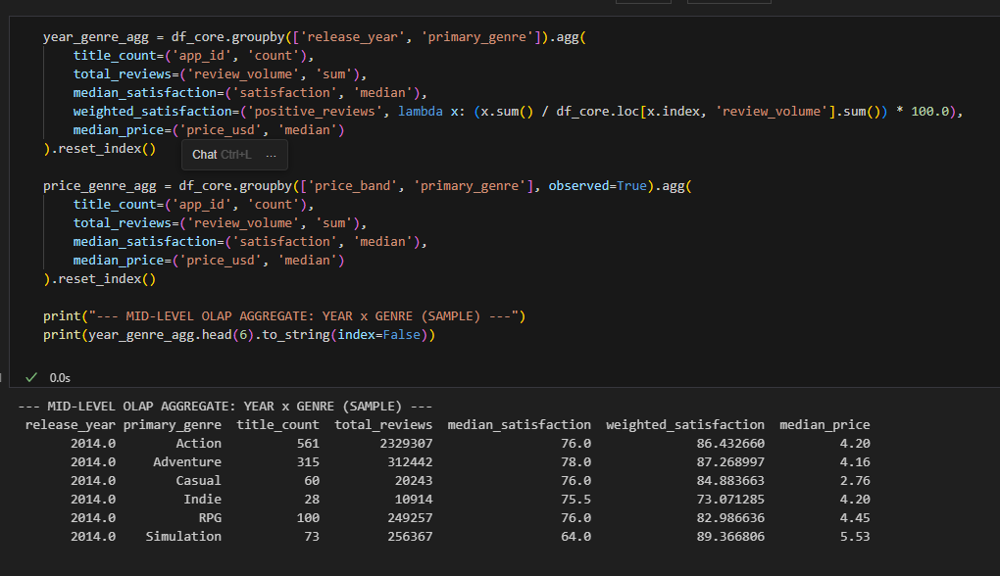 year_genre_agg = df_core.groupby(['release_year', 'primary_genre']).agg(
    title_count=('app_id', 'count'),
    total_reviews=('review_volume', 'sum'),
    median_satisfaction=('satisfaction', 'median'),
    weighted_satisfaction=('positive_reviews', lambda x: (x.sum() / df_core.loc[x.index, 'review_volume'].sum()) * 100.0),
    median_price=('price_usd', 'median')
).reset_index()
Chat Ctrl+L ...
price_genre_agg = df_core.groupby(['price_band', 'primary_genre'], observed=True).agg(
    title_count=('app_id', 'count'),
    total_reviews=('review_volume', 'sum'),
    median_satisfaction=('satisfaction', 'median'),
    median_price=('price_usd', 'median')
).reset_index()
print("--- MID-LEVEL OLAP AGGREGATE: YEAR x GENRE (SAMPLE) ---")
print(year_genre_agg.head(6).to_string(index=False))
0.0s
--- MID-LEVEL OLAP AGGREGATE: YEAR x GENRE (SAMPLE) ---
release_year primary_genre title_count total_reviews median_satisfaction weighted_satisfaction median_price
2014.0 Action 561 2329307 76.0 86.432660 4.20
2014.0 Adventure 315 312442 78.0 87.268997 4.16
2014.0 Casual 60 20243 76.0 84.883663 2.76
2014.0 Indie 28 10914 75.5 73.071285 4.20
2014.0 RPG 100 249257 76.0 82.986636 4.45
2014.0 Simulation 73 256367 64.0 89.366806 5.53